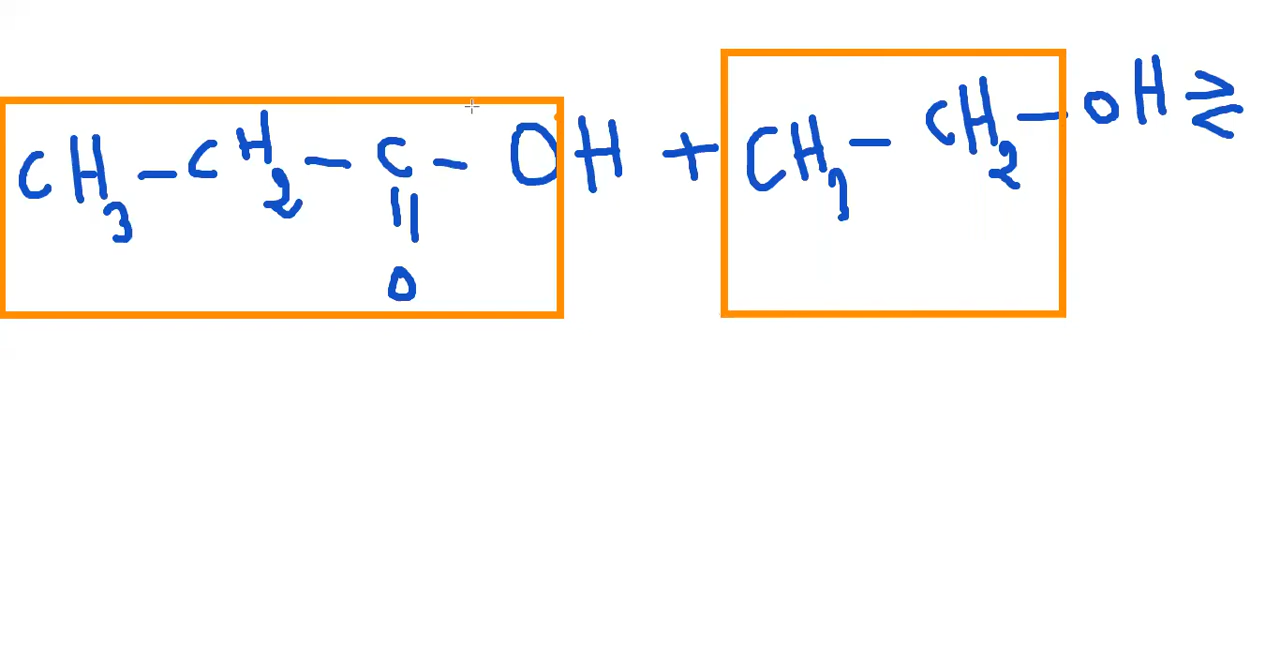 CH₃ – CH₂ – C – OH + CH₃ – CH₂ – OH ⇄
||
O